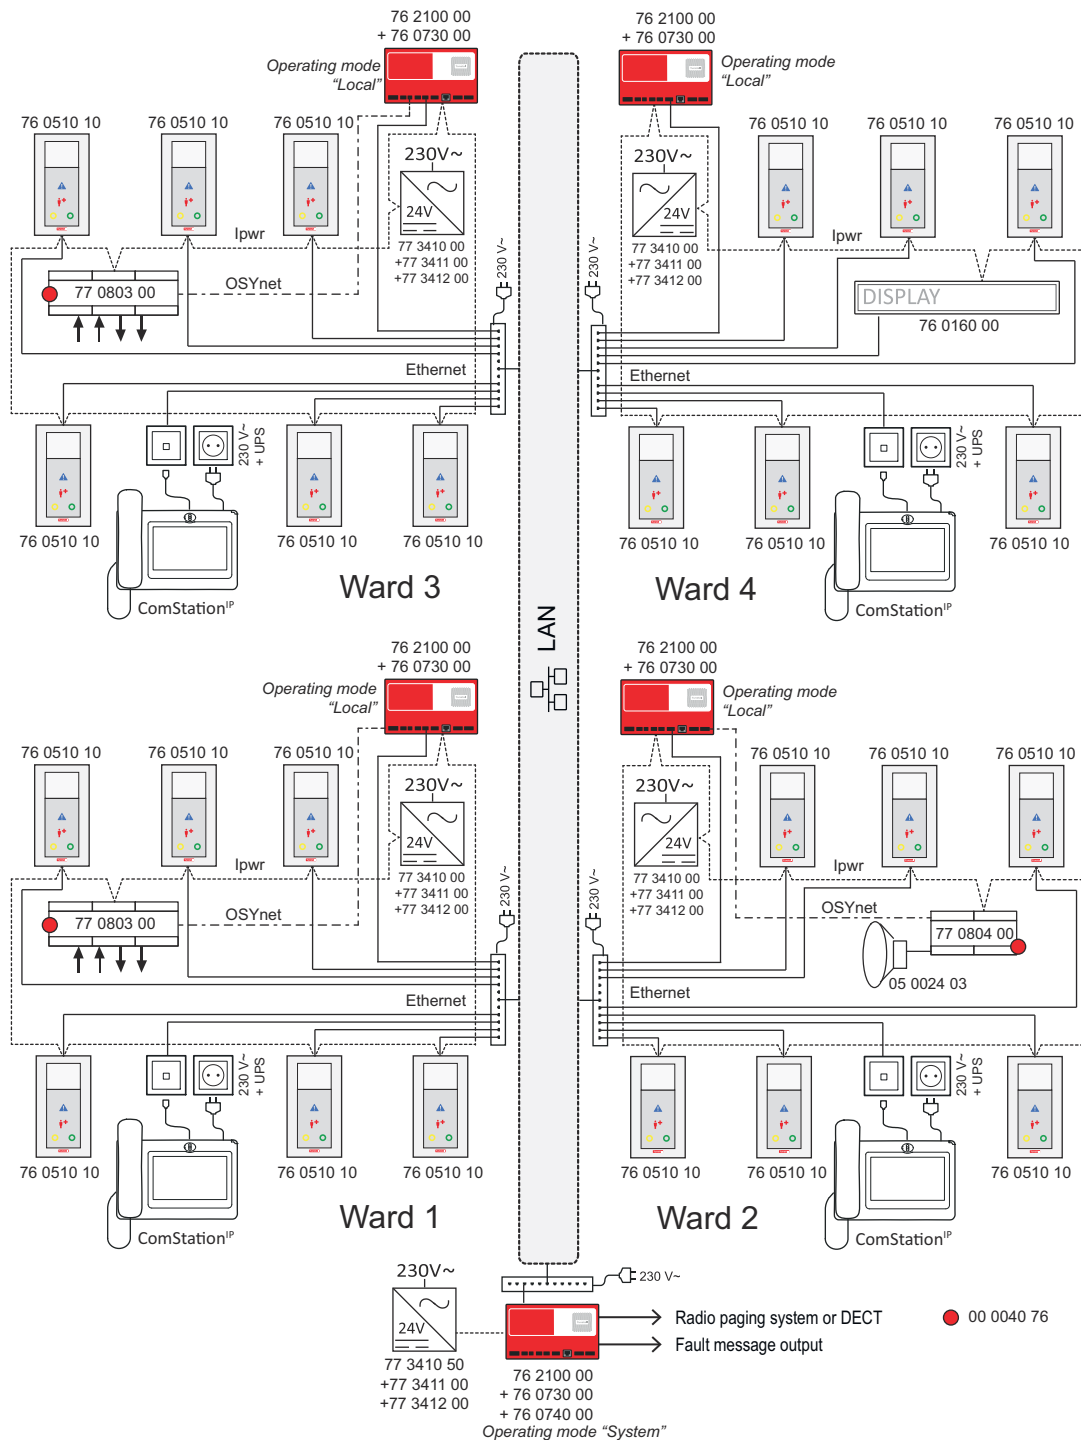 76 2100 00
+ 76 0730 00
Operating mode
“Local”
76 0510 10
76 0510 10
76 0510 10
230V~
24V
77 3410 00
+77 3411 00
+77 3412 00
Ipwr
230 V~
77 0803 00
OSYnet
Ethernet
230 V~
+ UPS
76 0510 10
76 0510 10
76 0510 10
ComStation IP
Ward 3
76 2100 00
+ 76 0730 00
Operating mode
“Local”
76 0510 10
76 0510 10
76 0510 10
230V~
24V
77 3410 00
+77 3411 00
+77 3412 00
Ipwr
230 V~
DISPLAY
76 0160 00
Ethernet
230 V~
+ UPS
76 0510 10
76 0510 10
76 0510 10
ComStation IP
Ward 4
LAN
76 2100 00
+ 76 0730 00
Operating mode
“Local”
76 0510 10
76 0510 10
76 0510 10
230V~
24V
77 3410 00
+77 3411 00
+77 3412 00
Ipwr
230 V~
77 0803 00
OSYnet
Ethernet
230 V~
+ UPS
76 0510 10
76 0510 10
76 0510 10
ComStation IP
Ward 1
76 2100 00
+ 76 0730 00
Operating mode
“Local”
76 0510 10
76 0510 10
76 0510 10
230V~
24V
77 3410 00
+77 3411 00
+77 3412 00
Ipwr
230 V~
OSYnet
77 0804 00
05 0024 03
Ethernet
230 V~
+ UPS
76 0510 10
76 0510 10
76 0510 10
ComStation IP
Ward 2
230V~
24V
77 3410 50
+77 3411 00
+77 3412 00
230 V~
76 2100 00
+ 76 0730 00
+ 76 0740 00
Operating mode “System”
Radio paging system or DECT
Fault message output
00 0040 76